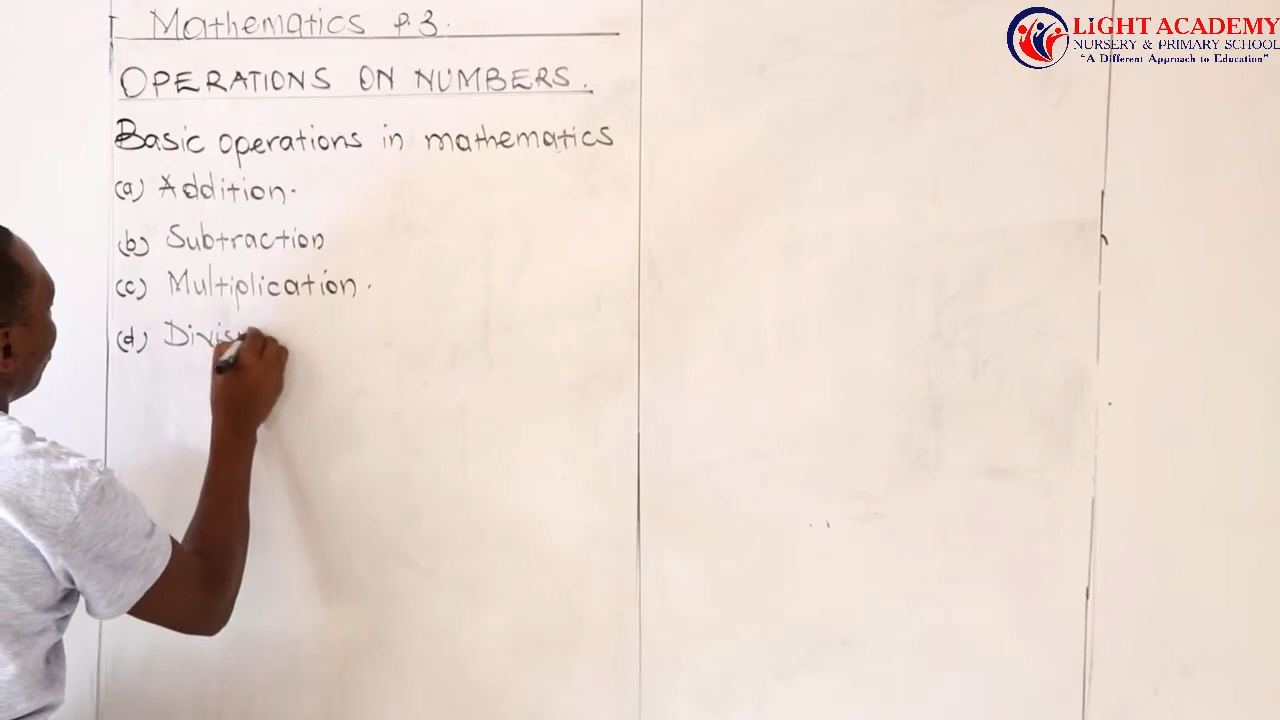 Mathematics P.3.
OPERATIONS ON NUMBERS.
Basic operations in mathematics
(a) Addition.
(b) Subtraction
(c) Multiplication.
(d) Divis
LIGHT ACADEMY
NURSERY & PRIMARY SCHOOL
"A Different Approach to Education"